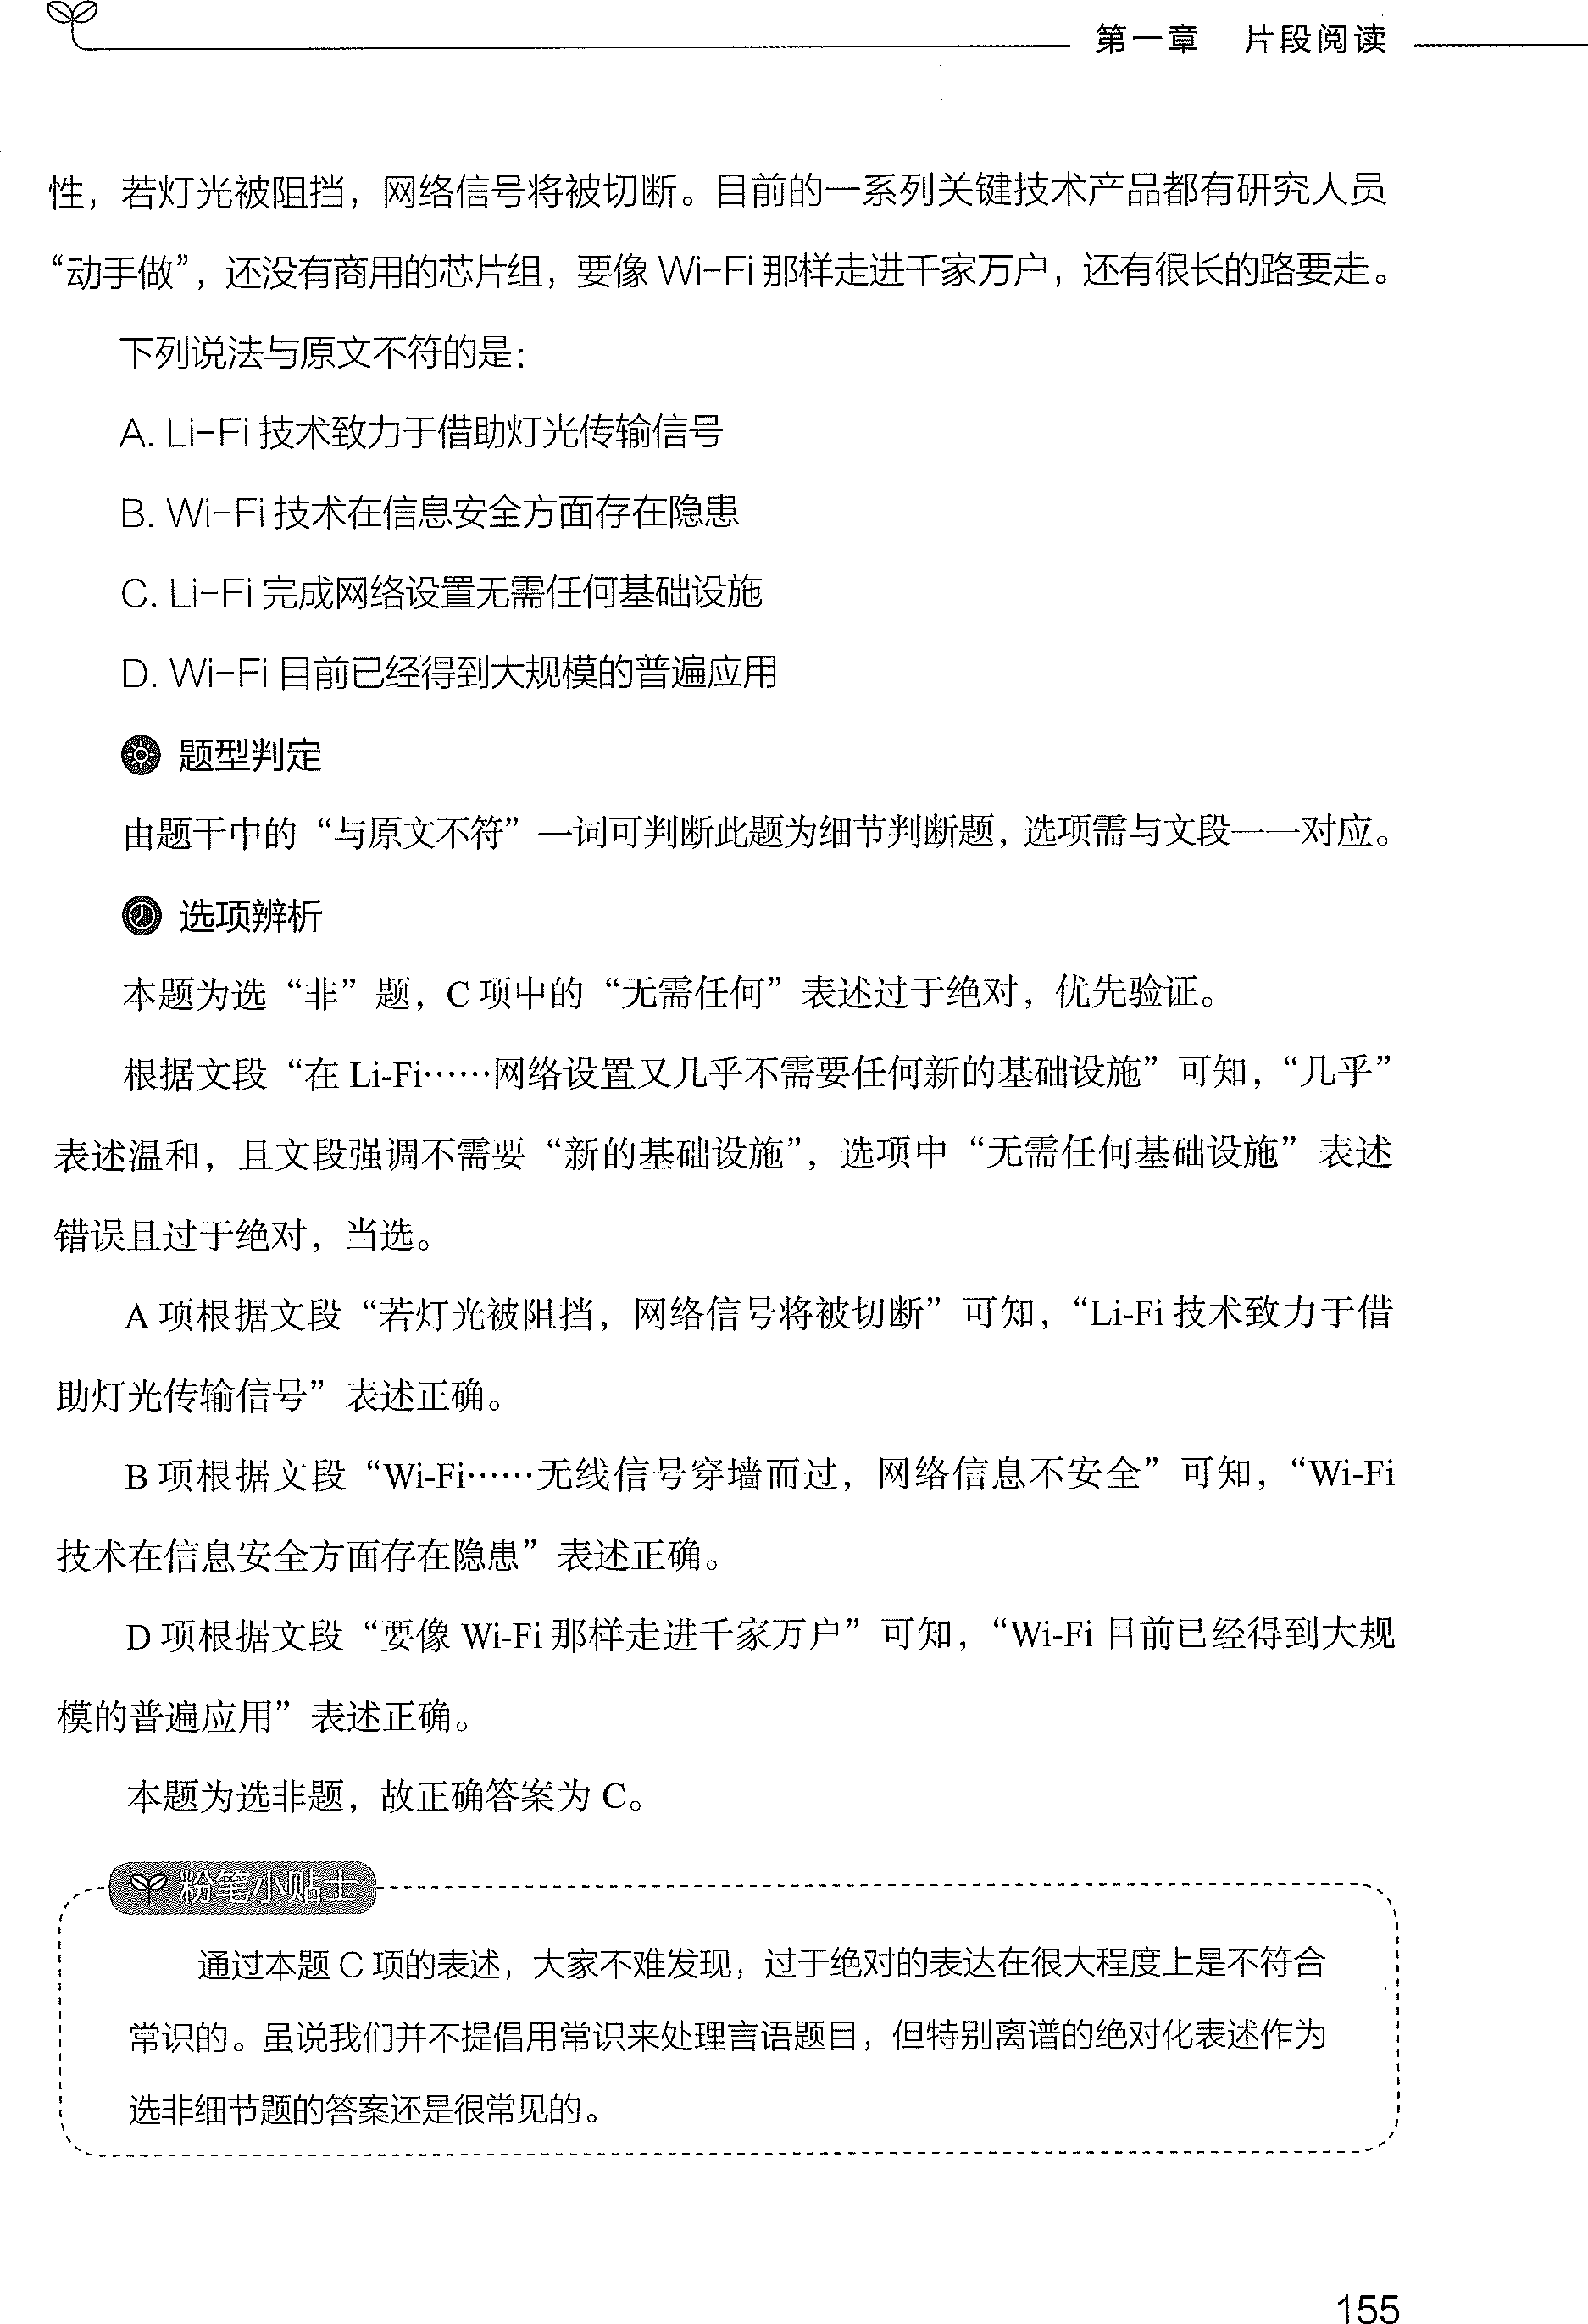 第一章 片段阅读
性，若灯光被阻挡，网络信号将被切断。目前的一系列关键技术产品都有研究人员
“动手做”，还没有商用的芯片组，要像 Wi-Fi 那样走进千家万户，还有很长的路要走。
下列说法与原文不符的是：
A. Li-Fi 技术致力于借助灯光传输信号
B. Wi-Fi 技术在信息安全方面存在隐患
C. Li-Fi 完成网络设置无需任何基础设施
D. Wi-Fi 目前已经得到大规模的普遍应用
题型判定
由题干中的“与原文不符”一词可判断此题为细节判断题，选项需与文段一一对应。
选项辨析
本题为选“非”题，C 项中的“无需任何”表述过于绝对，优先验证。
根据文段“在 Li-Fi……网络设置又几乎不需要任何新的基础设施”可知，“几乎”
表述温和，且文段强调不需要“新的基础设施”，选项中“无需任何基础设施”表述
错误且过于绝对，当选。
A 项根据文段“若灯光被阻挡，网络信号将被切断”可知，“Li-Fi 技术致力于借
助灯光传输信号”表述正确。
B 项根据文段“Wi-Fi……无线信号穿墙而过，网络信息不安全”可知，“Wi-Fi
技术在信息安全方面存在隐患”表述正确。
D 项根据文段“要像 Wi-Fi 那样走进千家万户”可知，“Wi-Fi 目前已经得到大规
模的普遍应用”表述正确。
本题为选非题，故正确答案为 C。
粉笔小贴士
通过本题 C 项的表述，大家不难发现，过于绝对的表达在很大程度上是不符合
常识的。虽说我们并不提倡用常识来处理言语题目，但特别离谱的绝对化表述作为
选非细节题的答案还是很常见的。
155